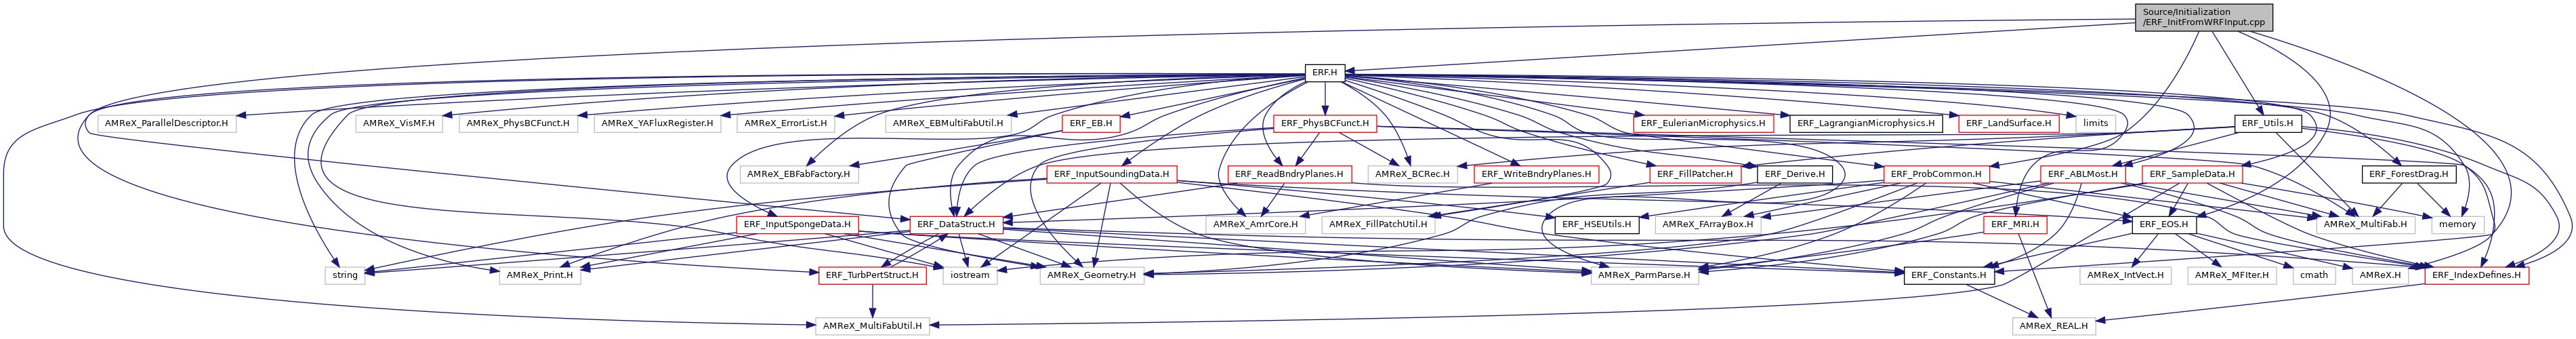 Source/Initialization
/ERF_InitFromWRFInput.cpp
ERF.H
AMReX_ParallelDescriptor.H
AMReX_VisMF.H
AMReX_PhysBCFunct.H
AMReX_YAFluxRegister.H
AMReX_ErrorList.H
AMReX_EBMultiFabUtil.H
ERF_EB.H
ERF_PhysBCFunct.H
ERF_EulerianMicrophysics.H
ERF_LagrangianMicrophysics.H
ERF_LandSurface.H
limits
ERF_Utils.H
AMReX_EBFabFactory.H
ERF_InputSoundingData.H
ERF_ReadBndryPlanes.H
AMReX_BCRec.H
ERF_WriteBndryPlanes.H
ERF_FillPatcher.H
ERF_Derive.H
ERF_ProbCommon.H
ERF_ABLMost.H
ERF_SampleData.H
ERF_ForestDrag.H
ERF_InputSpongeData.H
ERF_DataStruct.H
AMReX_AmrCore.H
AMReX_FillPatchUtil.H
ERF_HSEUtils.H
AMReX_FArrayBox.H
ERF_MRI.H
ERF_EOS.H
AMReX_MultiFab.H
memory
string
AMReX_Print.H
ERF_TurbPertStruct.H
iostream
AMReX_Geometry.H
AMReX_ParmParse.H
ERF_Constants.H
AMReX_IntVect.H
AMReX_MFIter.H
cmath
AMReX.H
ERF_IndexDefines.H
AMReX_MultiFabUtil.H
AMReX_REAL.H